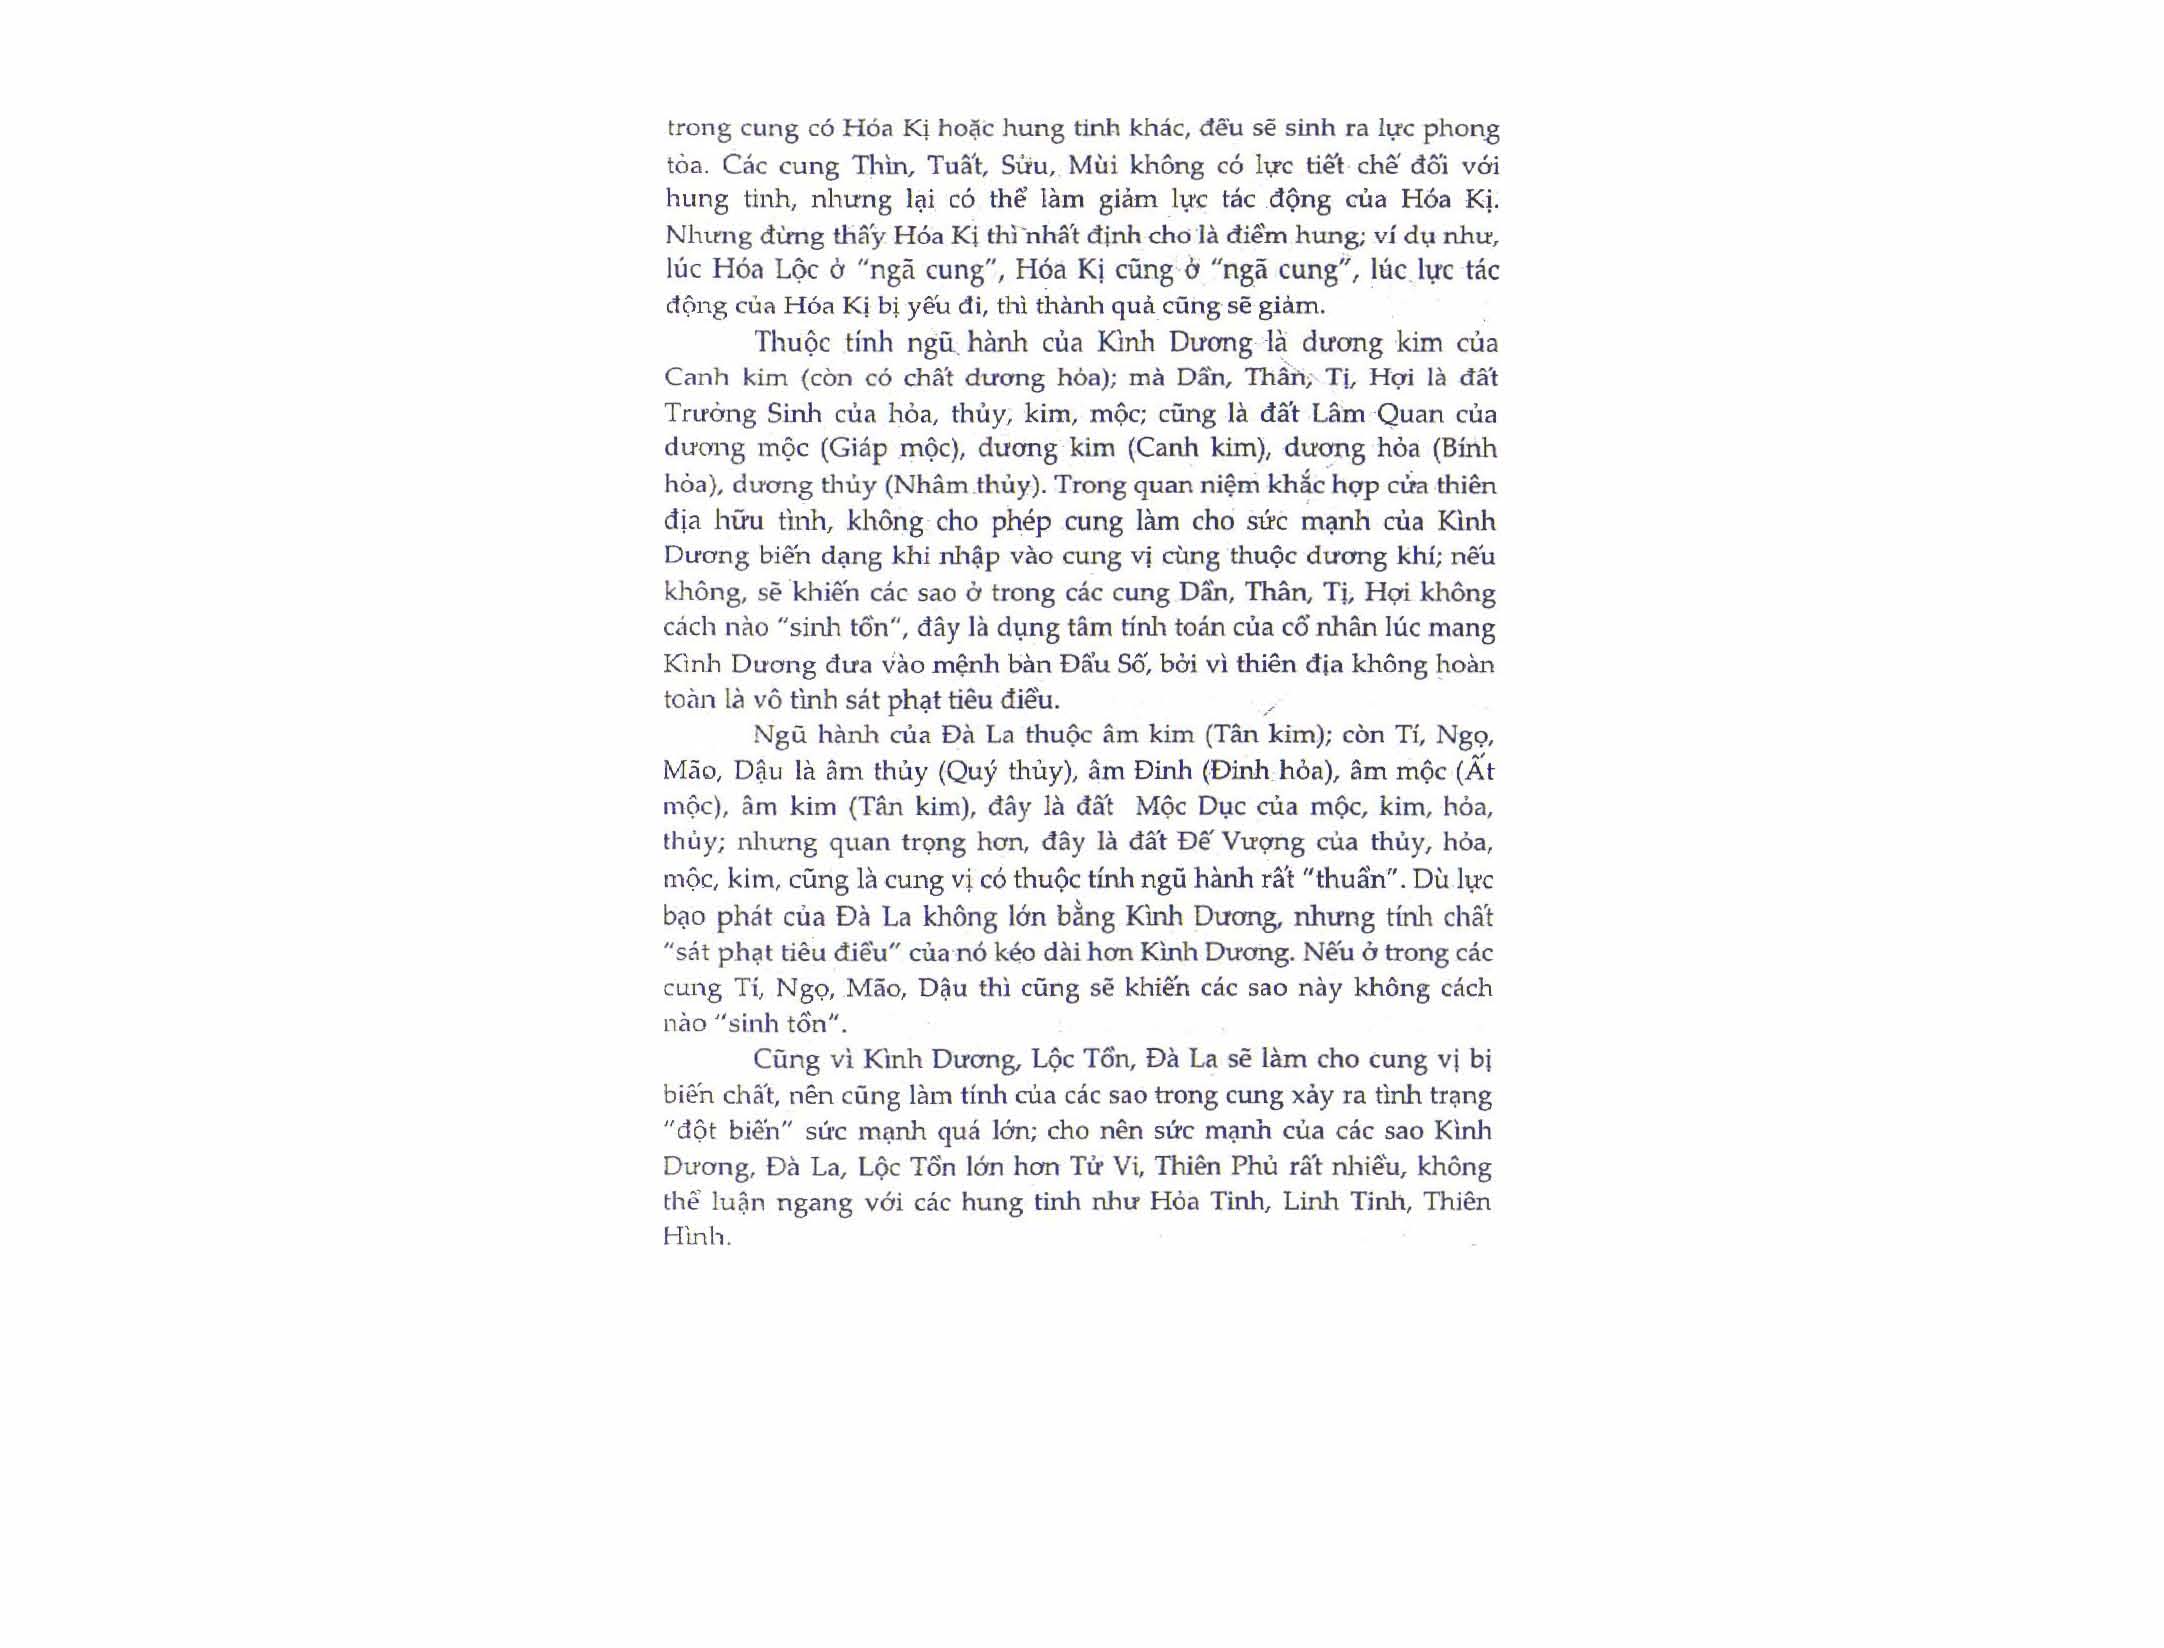 trong cung có Hóa Kị hoặc hung tinh khác, đều sẽ sinh ra lực phong
tỏa. Các cung Thìn, Tuất, Sửu, Mùi không có lực tiết chế đối với
hung tinh, nhưng lại có thể làm giảm lực tác động của Hóa Kị.
Nhưng đừng thấy Hóa Kị thì nhất định cho là điềm hung; ví dụ như,
lúc Hóa Lộc ở "ngã cung", Hóa Kị cũng ở "ngã cung", lúc lực tác
động của Hóa Kị bị yếu đi, thì thành quả cũng sẽ giảm.
Thuộc tính ngũ hành của Kình Dương là dương kim của
Canh kim (còn có chất dương hỏa); mà Dần, Thân, Tị, Hợi là đất
Trường Sinh của hỏa, thủy, kim, mộc; cũng là đất Lâm Quan của
dương mộc (Giáp mộc), dương kim (Canh kim), dương hỏa (Bính
hỏa), dương thủy (Nhâm thủy). Trong quan niệm khắc hợp của thiên
địa hữu tình, không cho phép cung làm cho sức mạnh của Kình
Dương biến dạng khi nhập vào cung vị cùng thuộc dương khí; nếu
không, sẽ khiến các sao ở trong các cung Dần, Thân, Tị, Hợi không
cách nào "sinh tồn", đây là dụng tâm tính toán của cổ nhân lúc mang
Kình Dương đưa vào mệnh bàn Đẩu Số, bởi vì thiên địa không hoàn
toàn là vô tình sát phạt tiêu điều.
Ngũ hành của Đà La thuộc âm kim (Tân kim); còn Tí, Ngọ,
Mão, Dậu là âm thủy (Quý thủy), âm Đinh (Đinh hỏa), âm mộc (Ất
mộc), âm kim (Tân kim), đây là đất Mộc Dục của mộc, kim, hỏa,
thủy; nhưng quan trọng hơn, đây là đất Đế Vượng của thủy, hỏa,
mộc, kim, cũng là cung vị có thuộc tính ngũ hành rất "thuần". Dù lực
bạo phát của Đà La không lớn bằng Kình Dương, nhưng tính chất
"sát phạt tiêu điều" của nó kéo dài hơn Kình Dương. Nếu ở trong các
cung Tí, Ngọ, Mão, Dậu thì cũng sẽ khiến các sao này không cách
nào "sinh tồn".
Cũng vì Kình Dương, Lộc Tồn, Đà La sẽ làm cho cung vị bị
biến chất, nên cũng làm tính của các sao trong cung xảy ra tình trạng
"đột biến" sức mạnh quá lớn; cho nên sức mạnh của các sao Kình
Dương, Đà La, Lộc Tồn lớn hơn Tử Vi, Thiên Phủ rất nhiều, không
thể luận ngang với các hung tinh như Hỏa Tinh, Linh Tinh, Thiên
Hình.